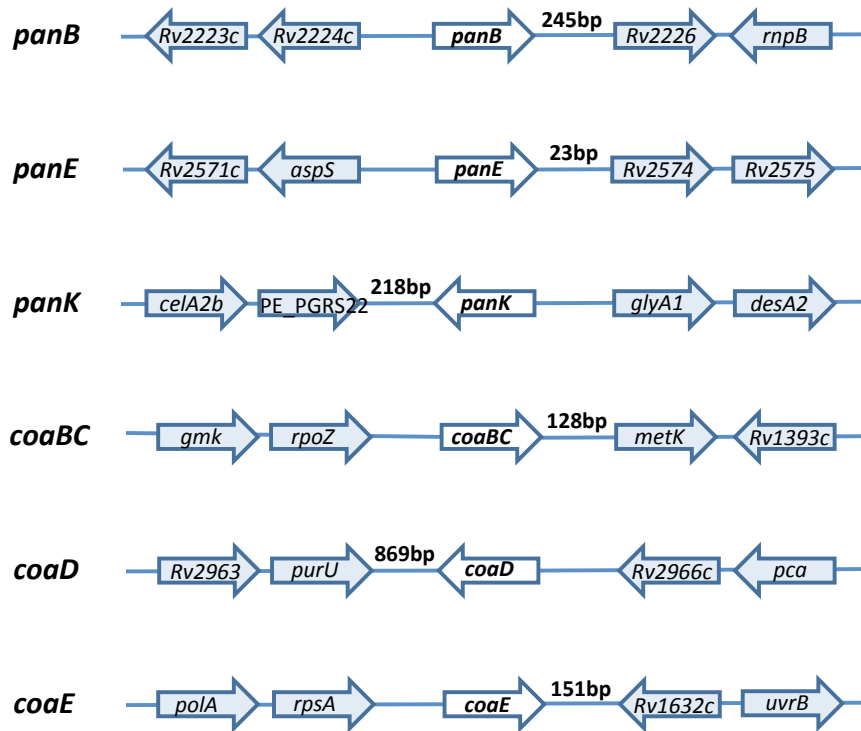 245bp
panB Rv2223c Rv2224c panB Rv2226 rnpB
23bp
panE Rv2571c aspS panE Rv2574 Rv2575
218bp
panK celA2b PE_PGRS22 panK glyA1 desA2
128bp
coaBC gmk rpoZ coaBC metK Rv1393c
869bp
coaD Rv2963 purU coaD Rv2966c pca
151bp
coaE polA rpsA coaE Rv1632c uvrB